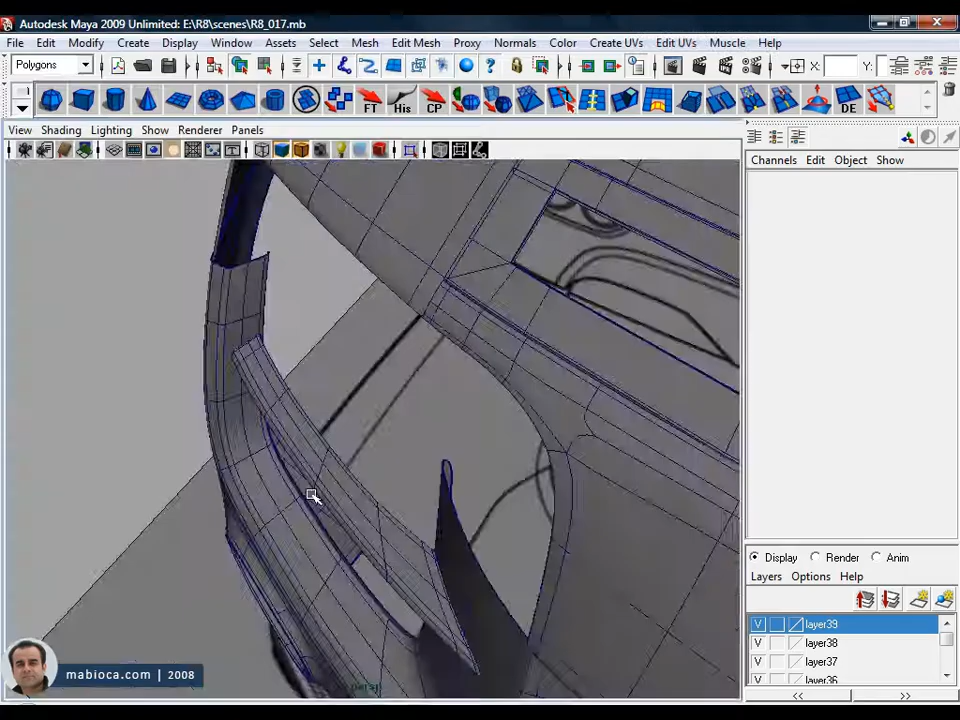 Autodesk Maya 2009 Unlimited: E:\R8\scenes\R8_017.mb
File Edit Modify Create Display Window Assets Select Mesh Edit Mesh Proxy Normals Color Create UVs Edit UVs Muscle Help
Polygons X: Y:
FT His CP DE
View Shading Lighting Show Renderer Panels
Channels Edit Object Show
Display Render Anim
Layers Options Help
V layer39
V layer38
V layer37
V layer36
<< >>
mabioca.com | 2008
persp